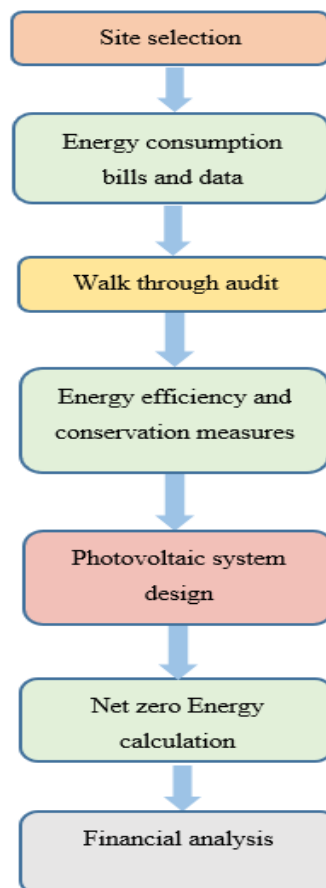 Site selection
Energy consumption
bills and data
Walk through audit
Energy efficiency and
conservation measures
Photovoltaic system
design
Net zero Energy
calculation
Financial analysis